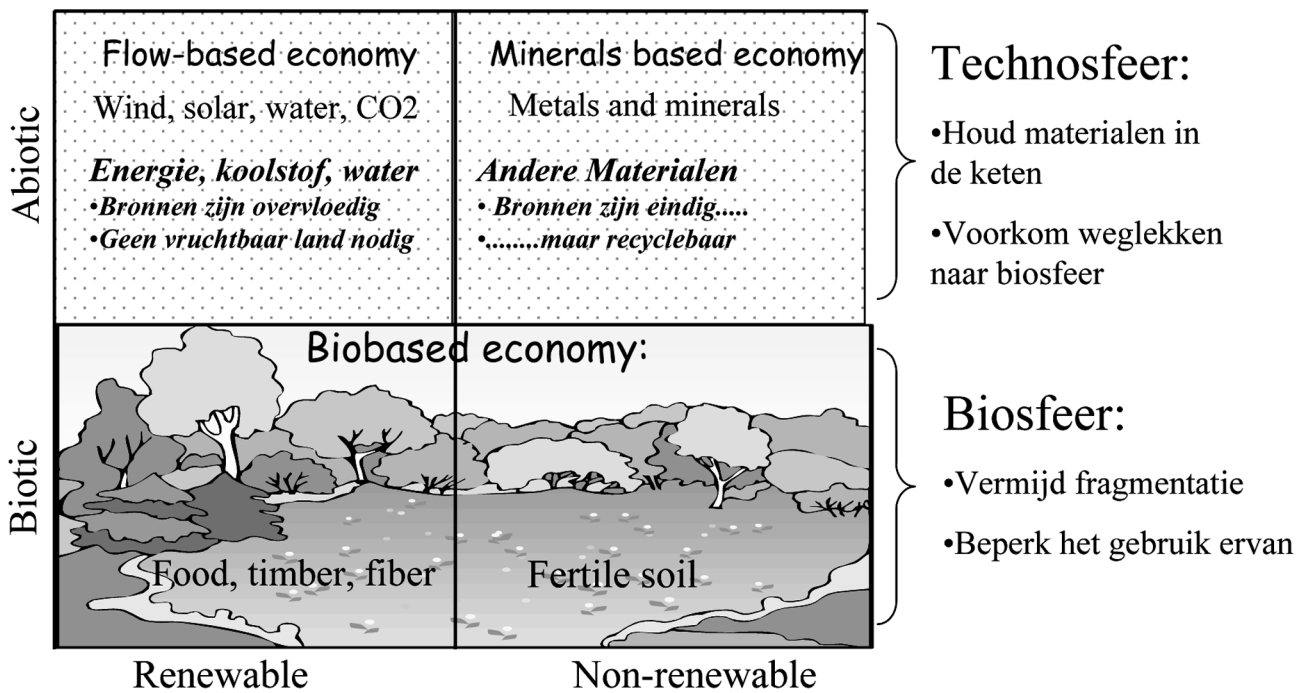 Flow-based economy
Wind, solar, water, CO2
Energie, koolstof, water
•Bronnen zijn overvloedig
•Geen vruchtbaar land nodig
Minerals based economy
Metals and minerals
Andere Materialen
• Bronnen zijn eindig.....
•........maar recyclebaar
Technosfeer:
•Houd materialen in
de keten
•Voorkom weglekken
naar biosfeer
Abiotic
Biobased economy:
Food, timber, fiber
Fertile soil
Biosfeer:
•Vermijd fragmentatie
•Beperk het gebruik ervan
Biotic
Renewable
Non-renewable